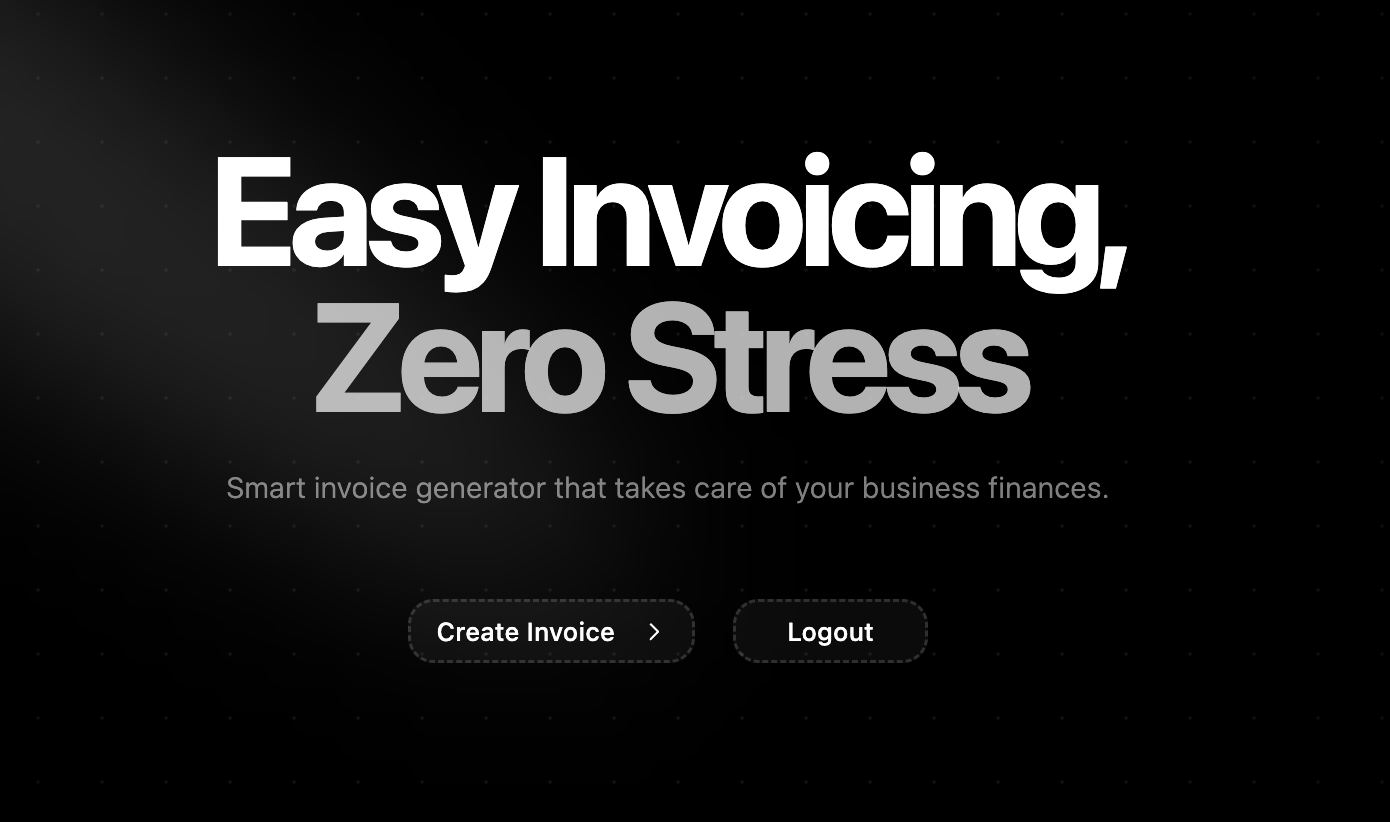 Easy Invoicing,
Zero Stress
Smart invoice generator that takes care of your business finances.
Create Invoice
Logout